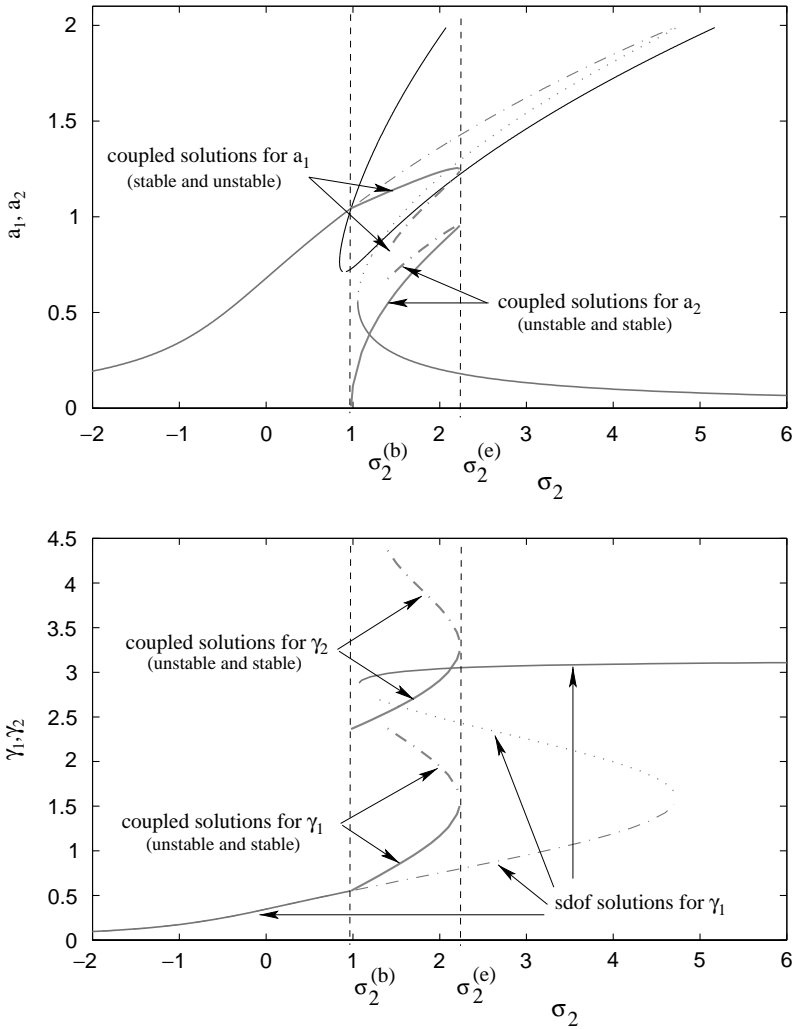 2
1.5
1
0.5
0
a₁, a₂
coupled solutions for a₁
(stable and unstable)
coupled solutions for a₂
(unstable and stable)
−2 −1 0 1 2 3 4 5 6
σ₂⁽ᵇ⁾ σ₂⁽ᵉ⁾ σ₂
4.5
4
3.5
3
2.5
2
1.5
1
0.5
0
γ₁,γ₂
coupled solutions for γ₂
(unstable and stable)
coupled solutions for γ₁
(unstable and stable)
sdof solutions for γ₁
−2 −1 0 1 2 3 4 5 6
σ₂⁽ᵇ⁾ σ₂⁽ᵉ⁾ σ₂